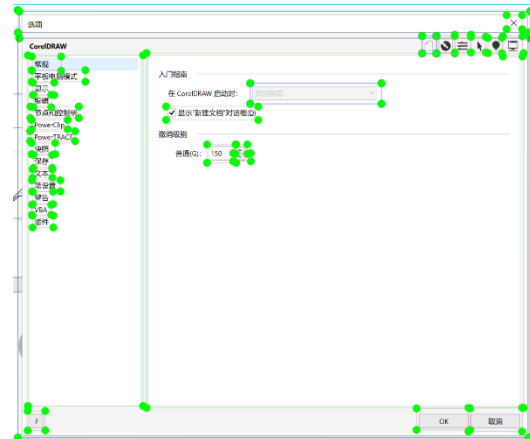 选项
CorelDRAW
常规
平板电脑模式
显示
编辑
节点和控制柄
PowerClip
PowerTRACE
快照
保存
文本
笔设置
警告
VBA
插件
入门指南
在 CorelDRAW 启动时:
欢迎屏幕
显示"新建文档"对话框(D)
撤消级别
普通(G):
150
?
OK
取消